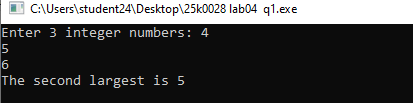 C:\Users\student24\Desktop\25k0028 lab04  q1.exe
Enter 3 integer numbers: 4
5
6
The second largest is 5